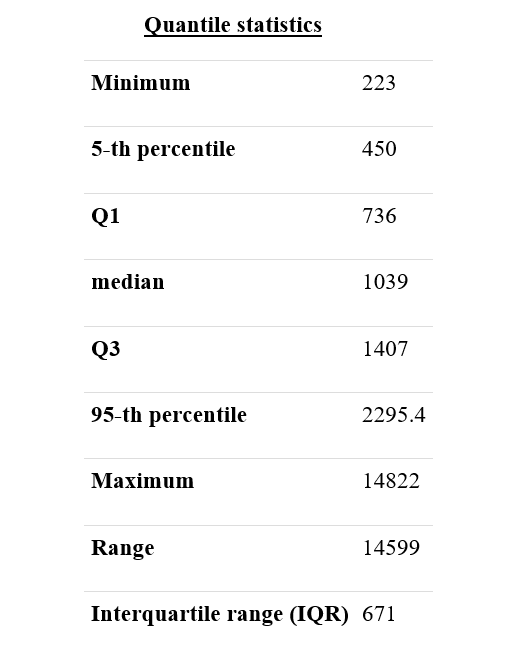 Quantile statistics
Minimum 223
5-th percentile 450
Q1 736
median 1039
Q3 1407
95-th percentile 2295.4
Maximum 14822
Range 14599
Interquartile range (IQR) 671